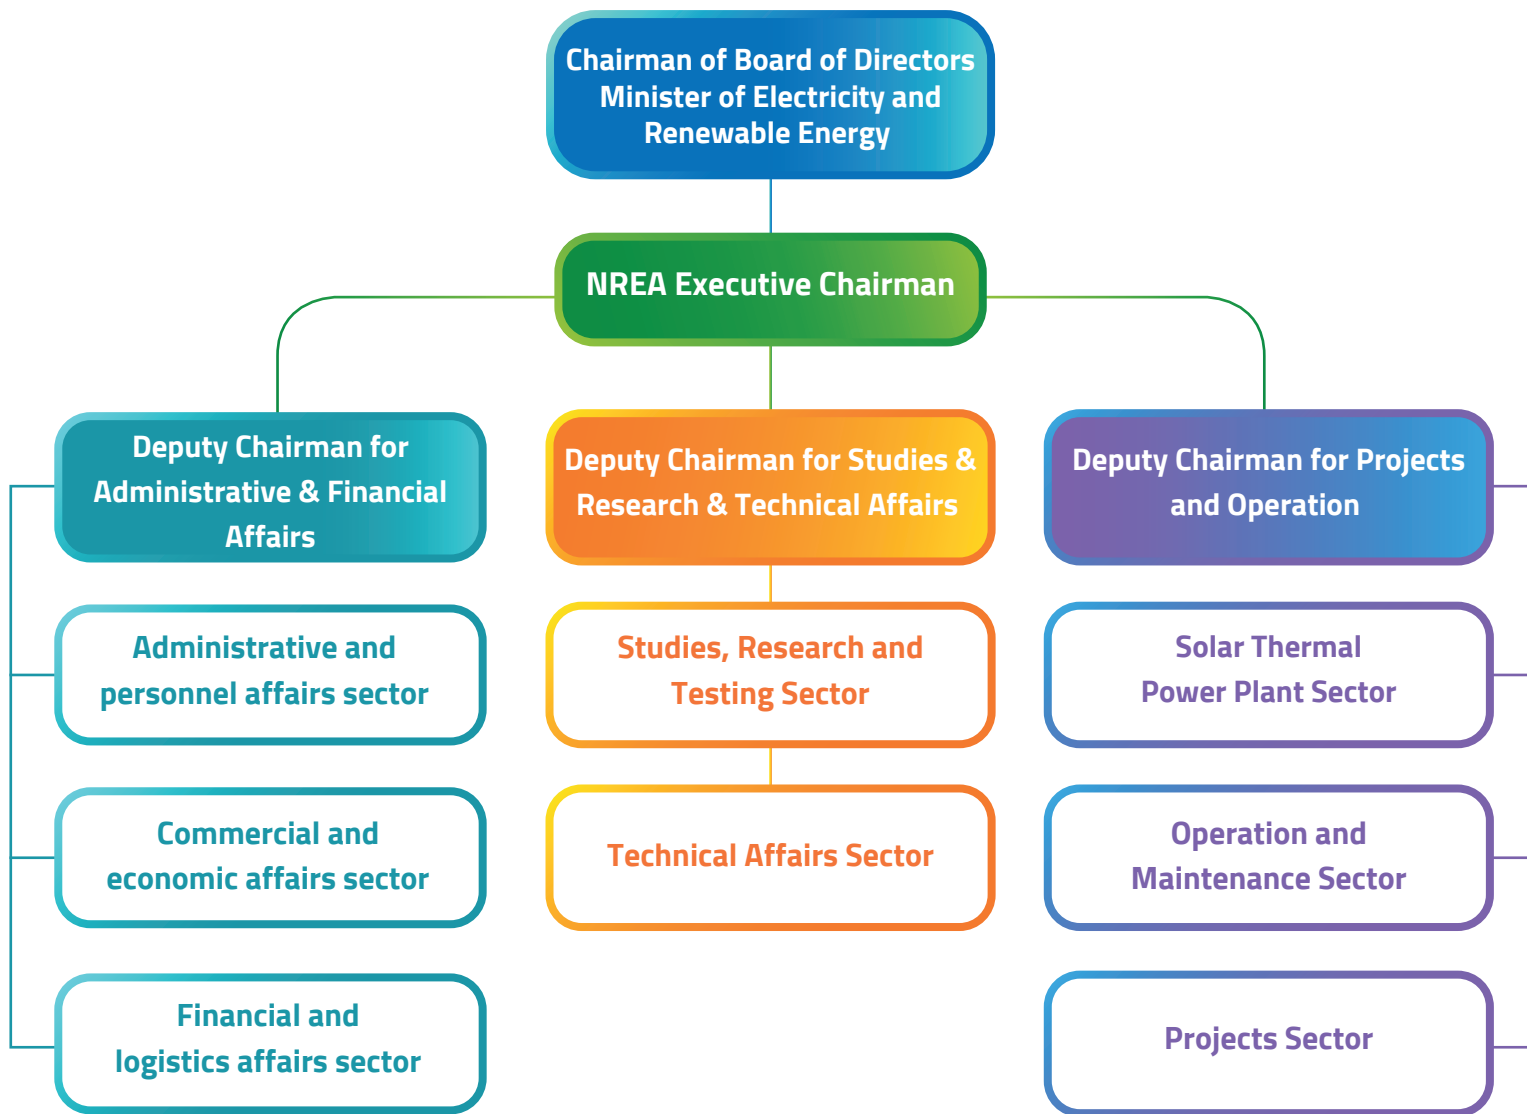 Chairman of Board of Directors
Minister of Electricity and
Renewable Energy
NREA Executive Chairman
Deputy Chairman for
Administrative & Financial
Affairs
Deputy Chairman for Studies &
Research & Technical Affairs
Deputy Chairman for Projects
and Operation
Administrative and
personnel affairs sector
Studies, Research and
Testing Sector
Solar Thermal
Power Plant Sector
Commercial and
economic affairs sector
Technical Affairs Sector
Operation and
Maintenance Sector
Financial and
logistics affairs sector
Projects Sector